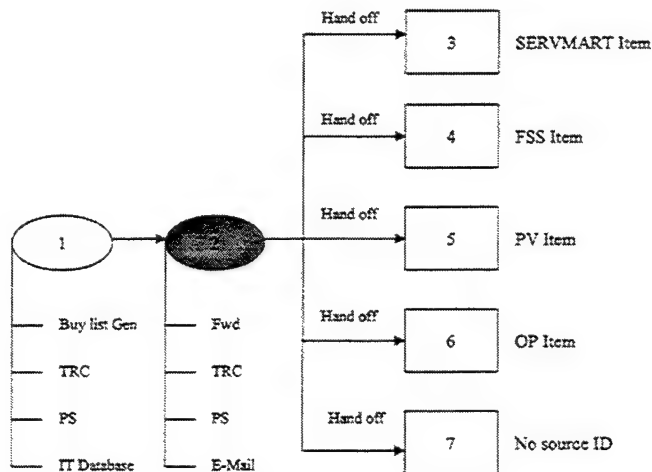 Hand off
3 SERVMART Item
Hand off
4 FSS Item
Hand off
1 5 PV Item
Buy list Gen Fwd
Hand off
6 OP Item
TRC TRC
PS PS
Hand off
7 No source ID
IT Database E-Mail